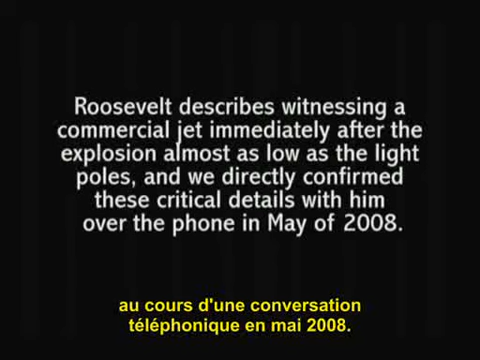 Roosevelt describes witnessing a
commercial jet immediately after the
explosion almost as low as the light
poles, and we directly confirmed
these critical details with him
over the phone in May of 2008.
au cours d'une conversation
téléphonique en mai 2008.